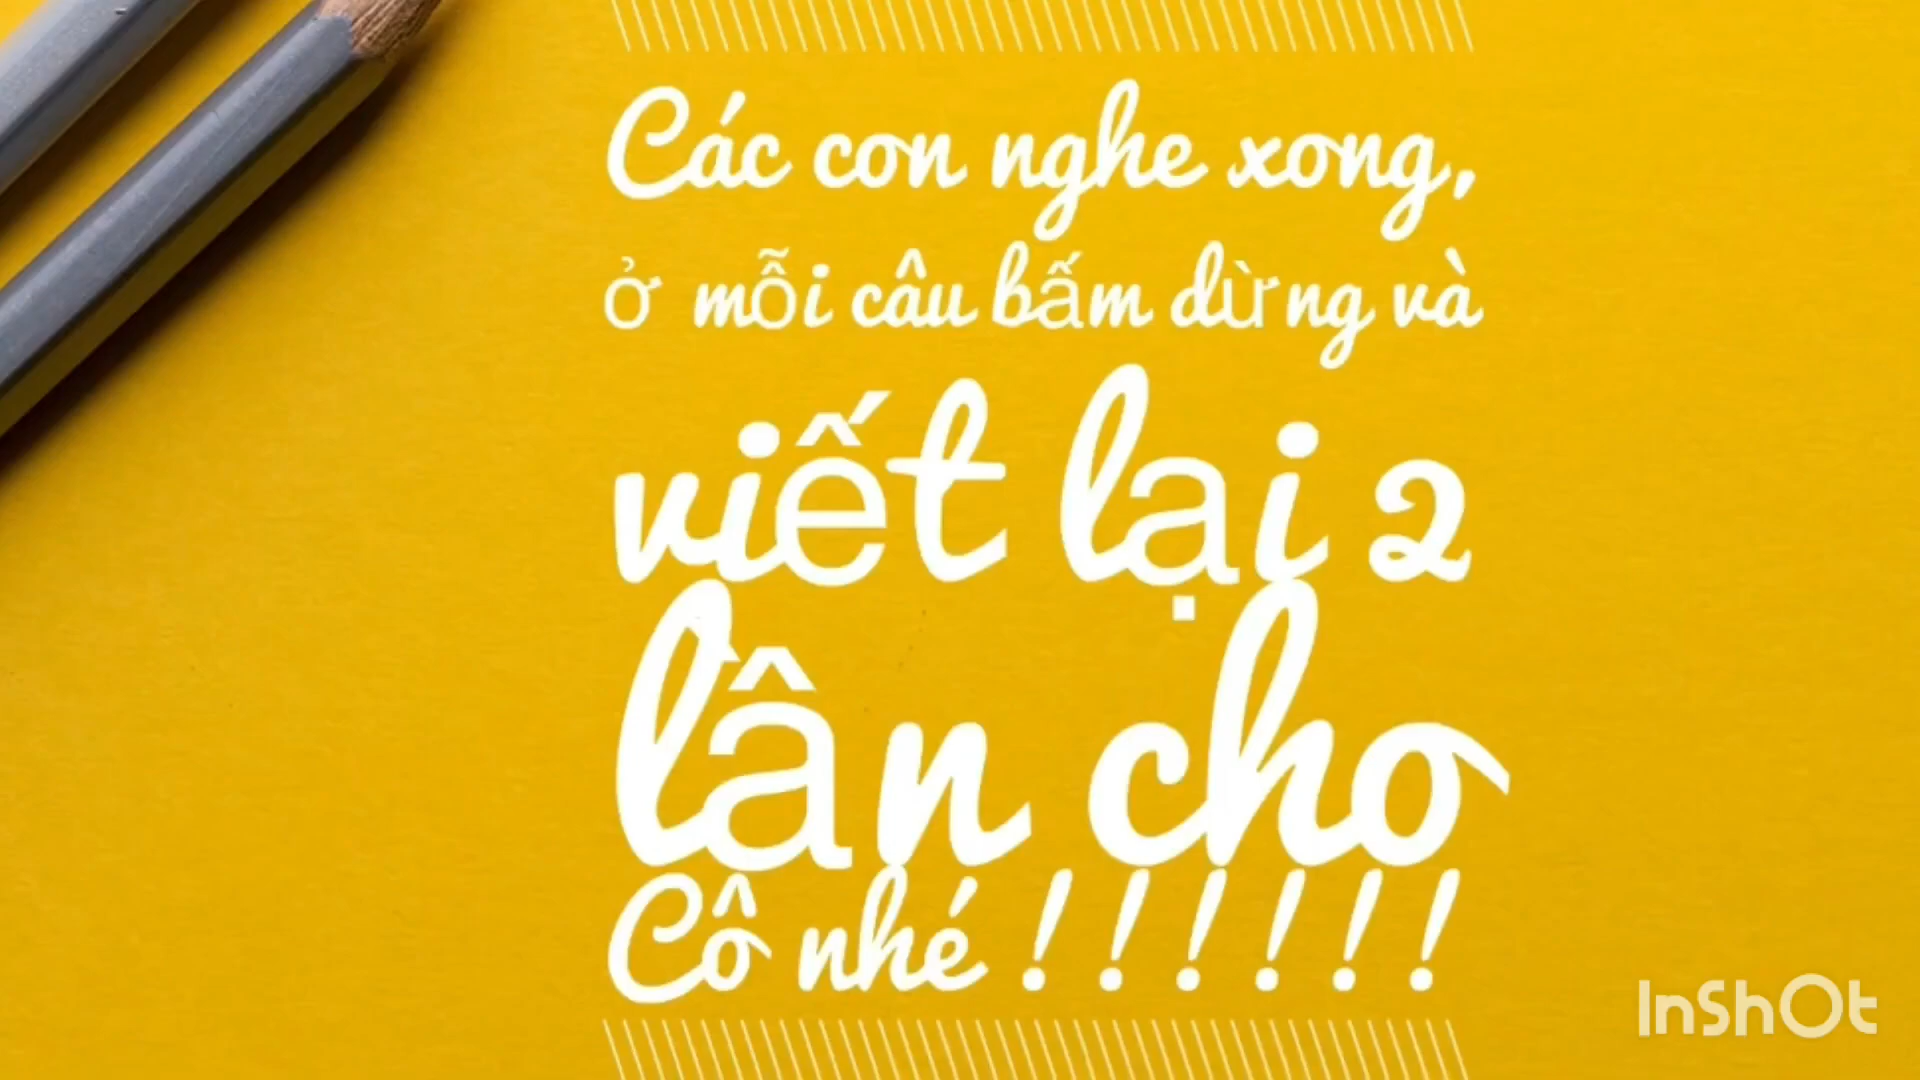 Các con nghe xong,
ở mỗi câu bấm dừng và
viết lại 2
lần cho
Cô nhé !!!!!!
InShOt